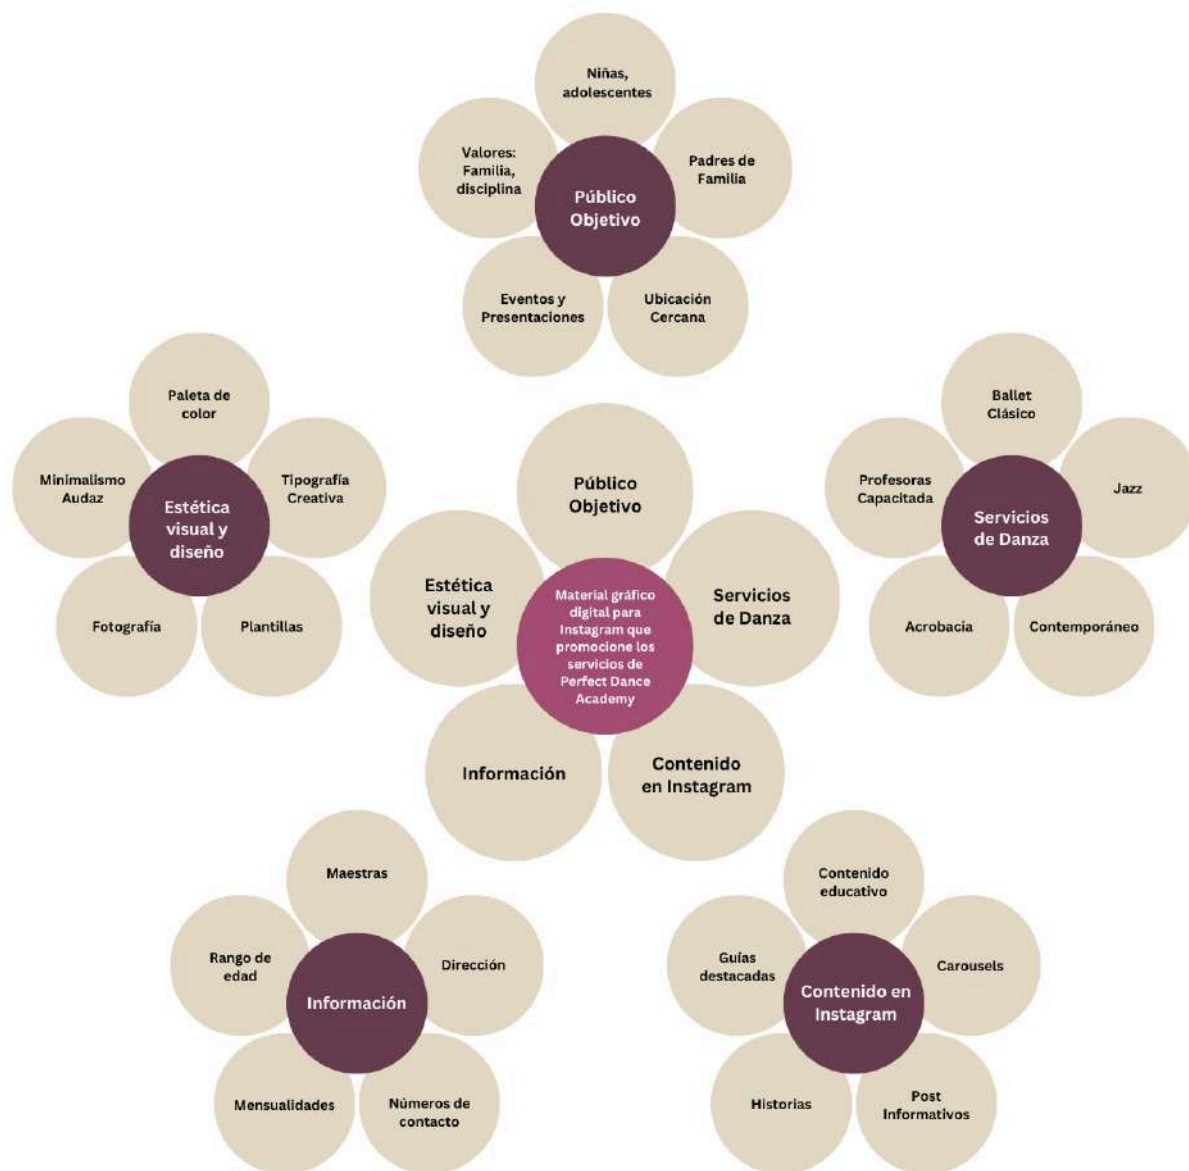 Niñas,
adolescentes
Valores:
Familia,
disciplina
Padres de
Familia
Público
Objetivo
Eventos y
Presentaciones
Ubicación
Cercana
Paleta de
color
Minimalismo
Audaz
Tipografía
Creativa
Estética
visual y
diseño
Fotografía
Plantillas
Ballet
Clásico
Profesoras
Capacitada
Jazz
Servicios
de Danza
Acrobacia
Contemporáneo
Público
Objetivo
Estética
visual y
diseño
Servicios
de Danza
Material gráfico
digital para
Instagram que
promocione los
servicios de
Perfect Dance
Academy
Información
Contenido
en Instagram
Maestras
Rango de
edad
Dirección
Información
Mensualidades
Números de
contacto
Contenido
educativo
Guías
destacadas
Carousels
Contenido en
Instagram
Historias
Post
Informativos